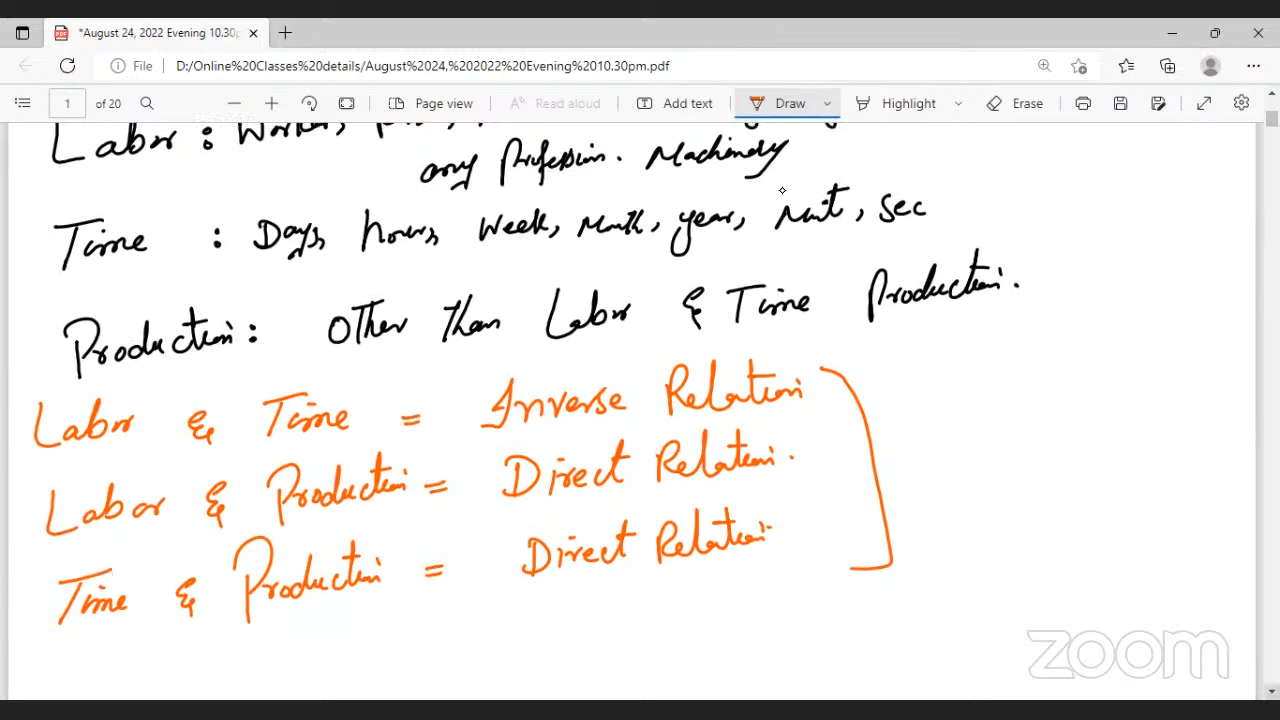 *August 24, 2022 Evening 10.30p
File D:/Online%20Classes%20details/August%2024,%202022%20Evening%2010.30pm.pdf
1 of 20 Page view Read aloud Add text Draw Highlight Erase
Labor : Workers,
any Profession. Machinery
Time : Days, hours, Week, Month, year, Minit, sec
Production : Other than Labor & Time Production.
Labor & Time = Inverse Relation
Labor & Production = Direct Relation.
Time & Production = Direct Relation
zoom